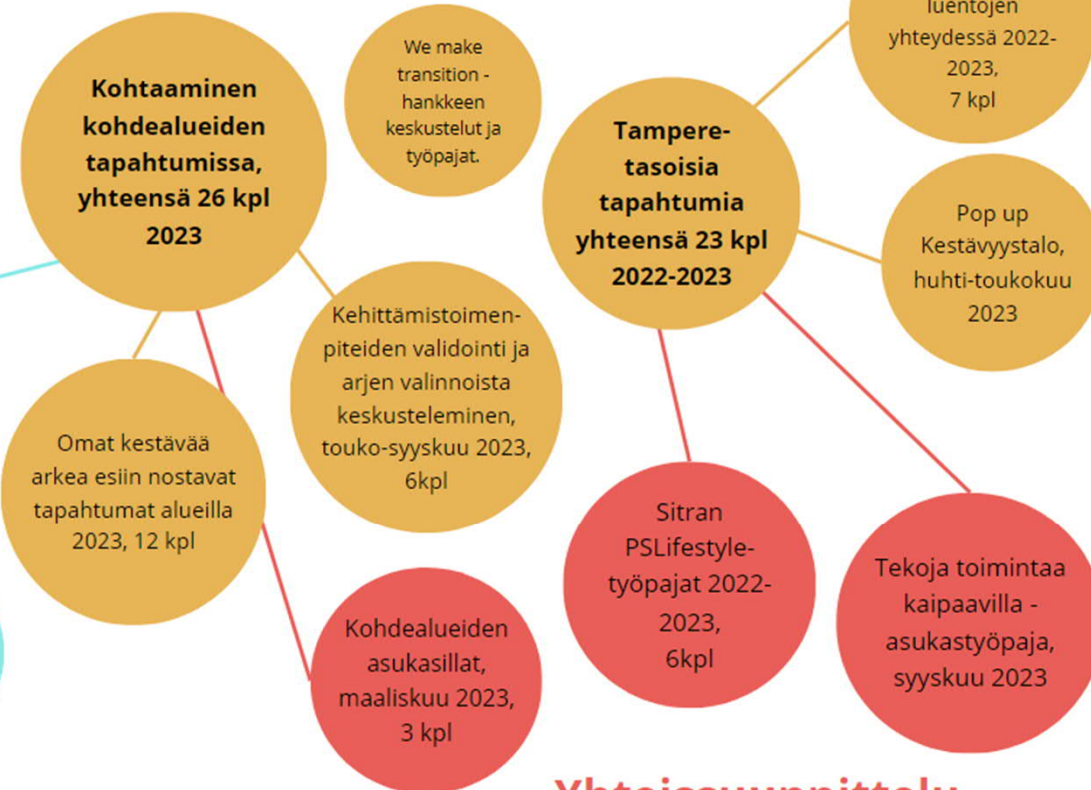 Kohtaaminen
kohdealueiden
tapahtumissa,
yhteensä 26 kpl
2023
We make
transition -
hankkeen
keskustelut ja
työpajat.
Tampere-
tasoisia
tapahtumia
yhteensä 23 kpl
2022-2023
luentojen
yhteydessä 2022-
2023,
7 kpl
Pop up
Kestävyystalo,
huhti-toukokuu
2023
Kehittämistoimen-
piteiden validointi ja
arjen valinnoista
keskusteleminen,
touko-syyskuu 2023,
6kpl
Omat kestävää
arkea esiin nostavat
tapahtumat alueilla
2023, 12 kpl
Kohdealueiden
asukasillat,
maaliskuu 2023,
3 kpl
Sitran
PSLifestyle-
työpajat 2022-
2023,
6kpl
Tekoja toimintaa
kaipaavilla -
asukastyöpaja,
syyskuu 2023
Yhteissuunnittelu